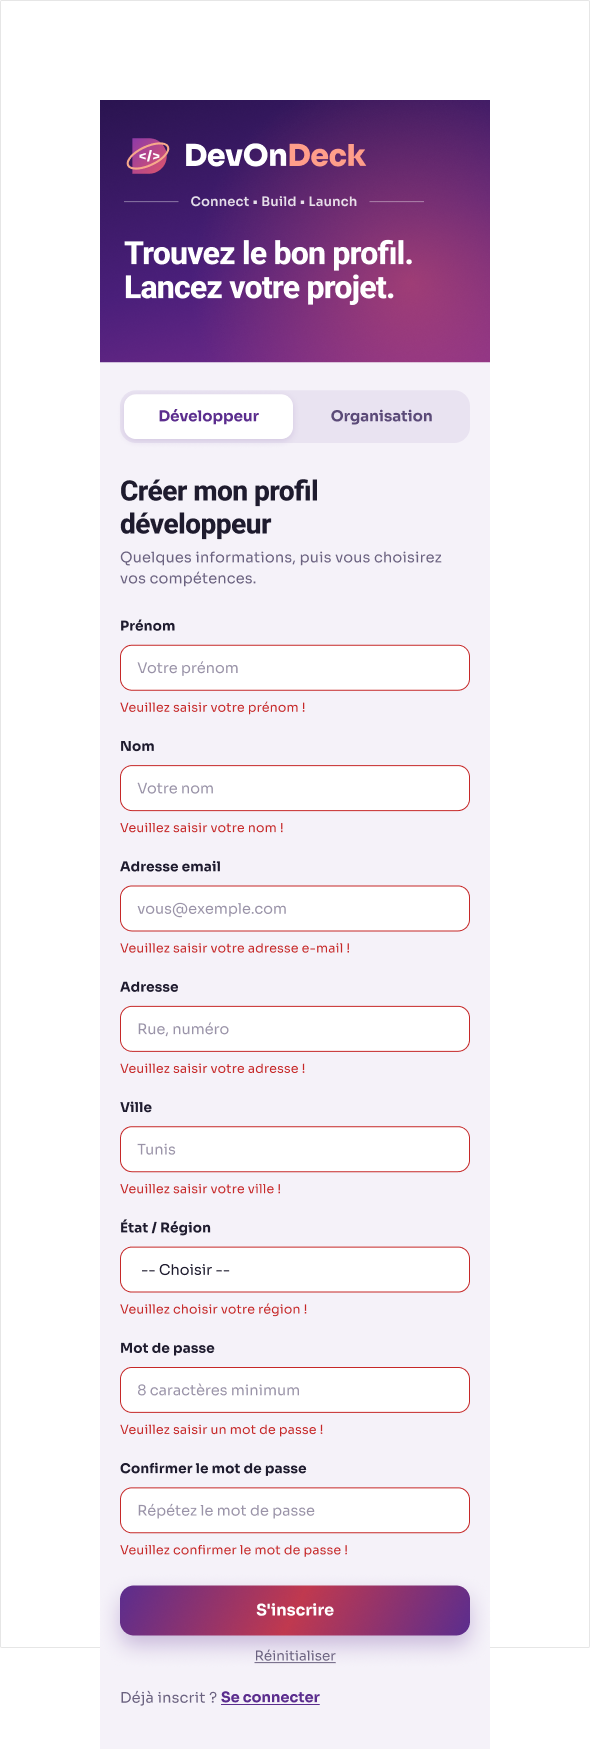 </>
DevOnDeck
Connect • Build • Launch
Trouvez le bon profil.
Lancez votre projet.
Développeur
Organisation
Créer mon profil
développeur
Quelques informations, puis vous choisirez
vos compétences.
Prénom
Votre prénom
Veuillez saisir votre prénom !
Nom
Votre nom
Veuillez saisir votre nom !
Adresse email
vous@exemple.com
Veuillez saisir votre adresse e-mail !
Adresse
Rue, numéro
Veuillez saisir votre adresse !
Ville
Tunis
Veuillez saisir votre ville !
État / Région
-- Choisir --
Veuillez choisir votre région !
Mot de passe
8 caractères minimum
Veuillez saisir un mot de passe !
Confirmer le mot de passe
Répétez le mot de passe
Veuillez confirmer le mot de passe !
S'inscrire
Réinitialiser
Déjà inscrit ? Se connecter